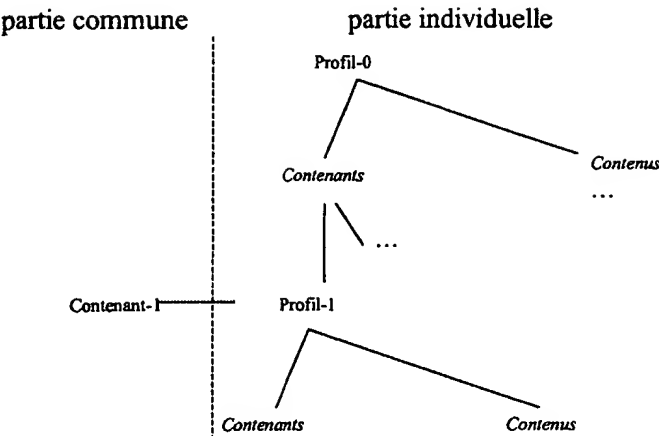 partie commune
partie individuelle
Profil-0
Contenants
Contenus
...
...
Contenant-1
Profil-1
Contenants
Contenus